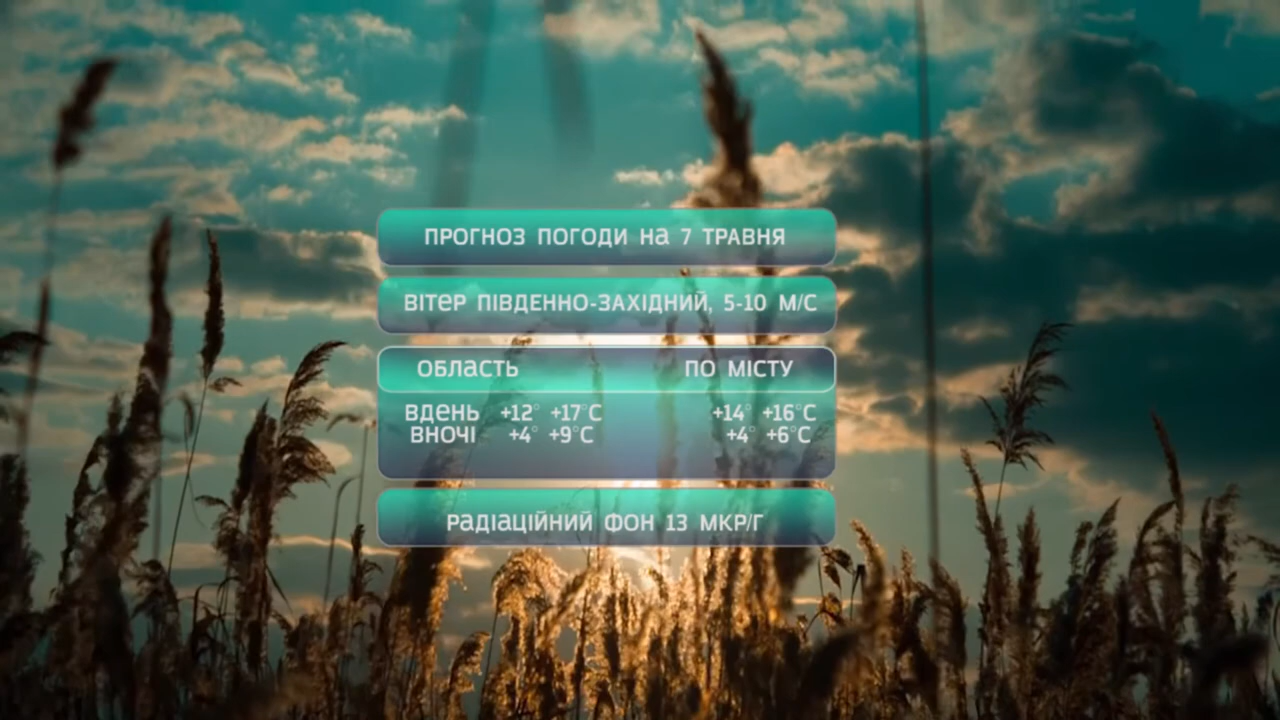 ПРОГНОЗ ПОГОДИ НА 7 ТРАВНЯ
ВІТЕР ПІВДЕННО-ЗАХІДНИЙ, 5-10 М/С
ОБЛАСТЬ ПО МІСТУ
ВДЕНЬ +12° +17°C +14° +16°C
ВНОЧІ +4° +9°C +4° +6°C
РАДІАЦІЙНИЙ ФОН 13 МКР/Г